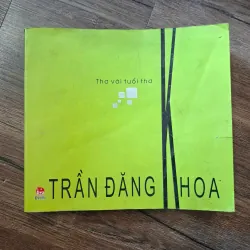 Thơ với tuổi thơ
TRẦN ĐĂNG KHOA